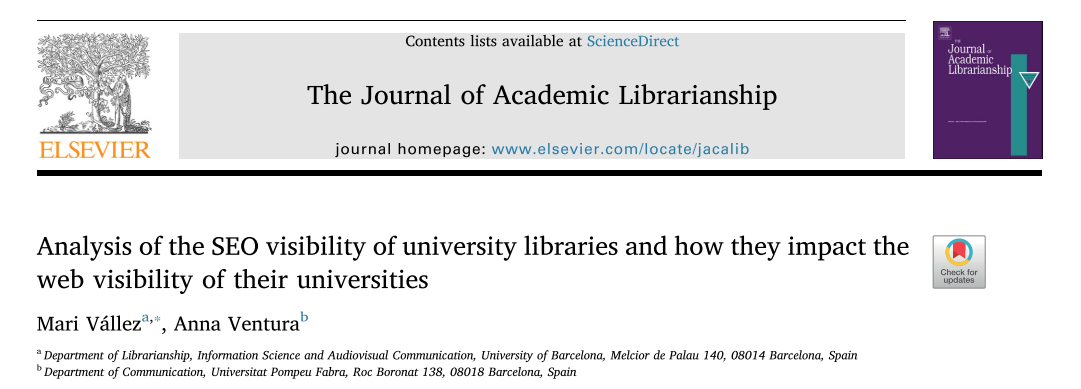 Contents lists available at ScienceDirect
The Journal of Academic Librarianship
journal homepage: www.elsevier.com/locate/jacalib
ELSEVIER
THE
Journal of
Academic
Librarianship
Analysis of the SEO visibility of university libraries and how they impact the
web visibility of their universities
Check for
updates
Mari Vállez a,*, Anna Ventura b
a Department of Librarianship, Information Science and Audiovisual Communication, University of Barcelona, Melcior de Palau 140, 08014 Barcelona, Spain
b Department of Communication, Universitat Pompeu Fabra, Roc Boronat 138, 08018 Barcelona, Spain